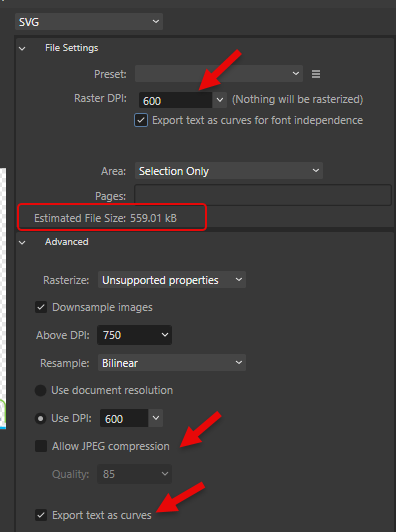 SVG
File Settings
Preset:
Raster DPI: 600 (Nothing will be rasterized)
Export text as curves for font independence
Area: Selection Only
Pages:
Estimated File Size: 559.01 kB
Advanced
Rasterize: Unsupported properties
Downsample images
Above DPI: 750
Resample: Bilinear
Use document resolution
Use DPI: 600
Allow JPEG compression
Quality: 85
Export text as curves